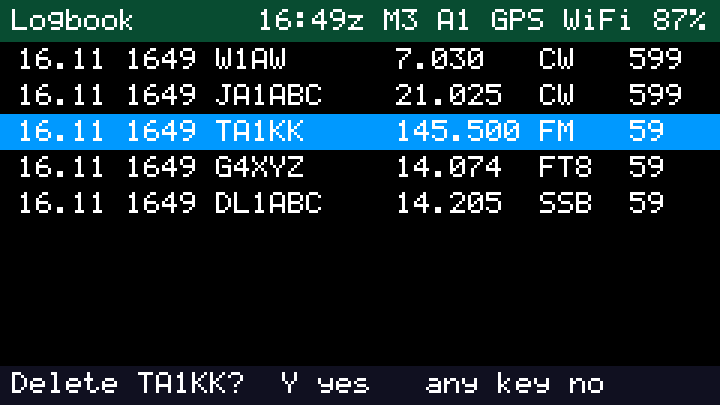 Logbook 16:49z M3 A1 GPS WiFi 87%
16.11 1649 W1AW 7.030 CW 599
16.11 1649 JA1ABC 21.025 CW 599
16.11 1649 TA1KK 145.500 FM 59
16.11 1649 G4XYZ 14.074 FT8 59
16.11 1649 DL1ABC 14.205 SSB 59
Delete TA1KK? Y yes any key no